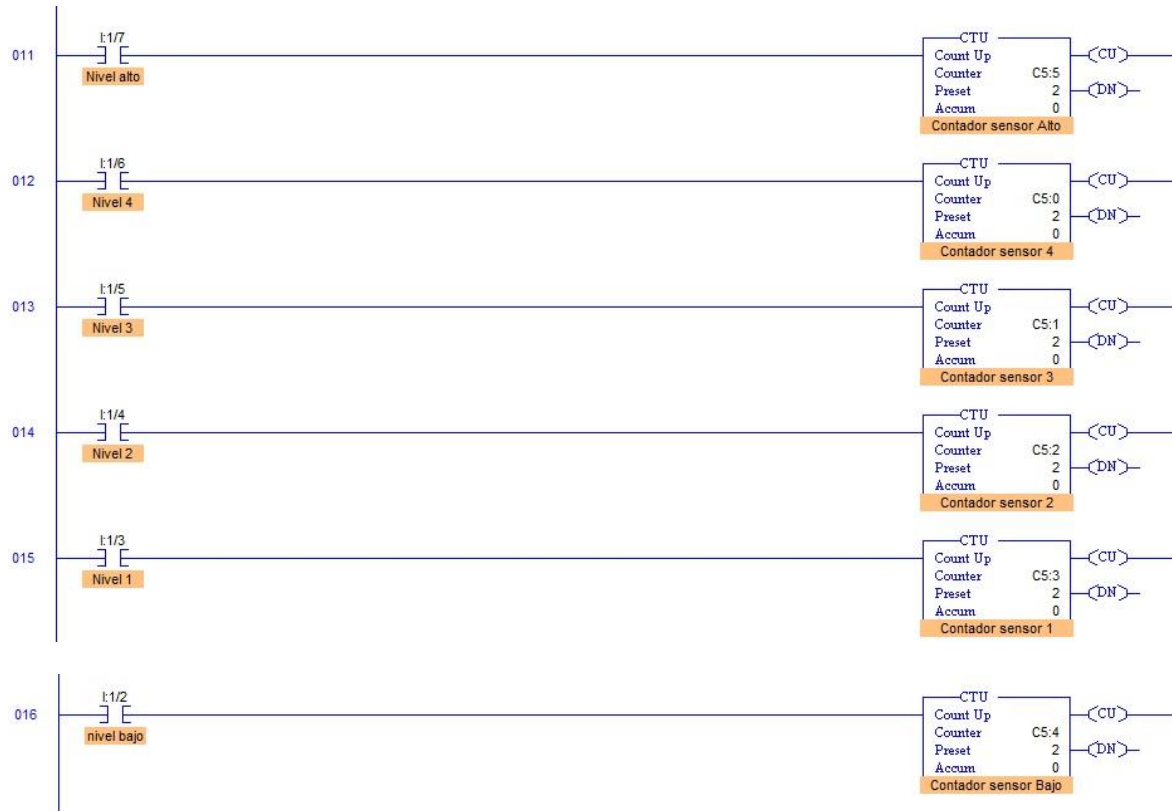 I:1/7
011
Nivel alto
CTU
Count Up
Counter C5:5
Preset 2
Accum 0
CU
DN
Contador sensor Alto
I:1/6
012
Nivel 4
CTU
Count Up
Counter C5:0
Preset 2
Accum 0
CU
DN
Contador sensor 4
I:1/5
013
Nivel 3
CTU
Count Up
Counter C5:1
Preset 2
Accum 0
CU
DN
Contador sensor 3
I:1/4
014
Nivel 2
CTU
Count Up
Counter C5:2
Preset 2
Accum 0
CU
DN
Contador sensor 2
I:1/3
015
Nivel 1
CTU
Count Up
Counter C5:3
Preset 2
Accum 0
CU
DN
Contador sensor 1
I:1/2
016
nivel bajo
CTU
Count Up
Counter C5:4
Preset 2
Accum 0
CU
DN
Contador sensor Bajo